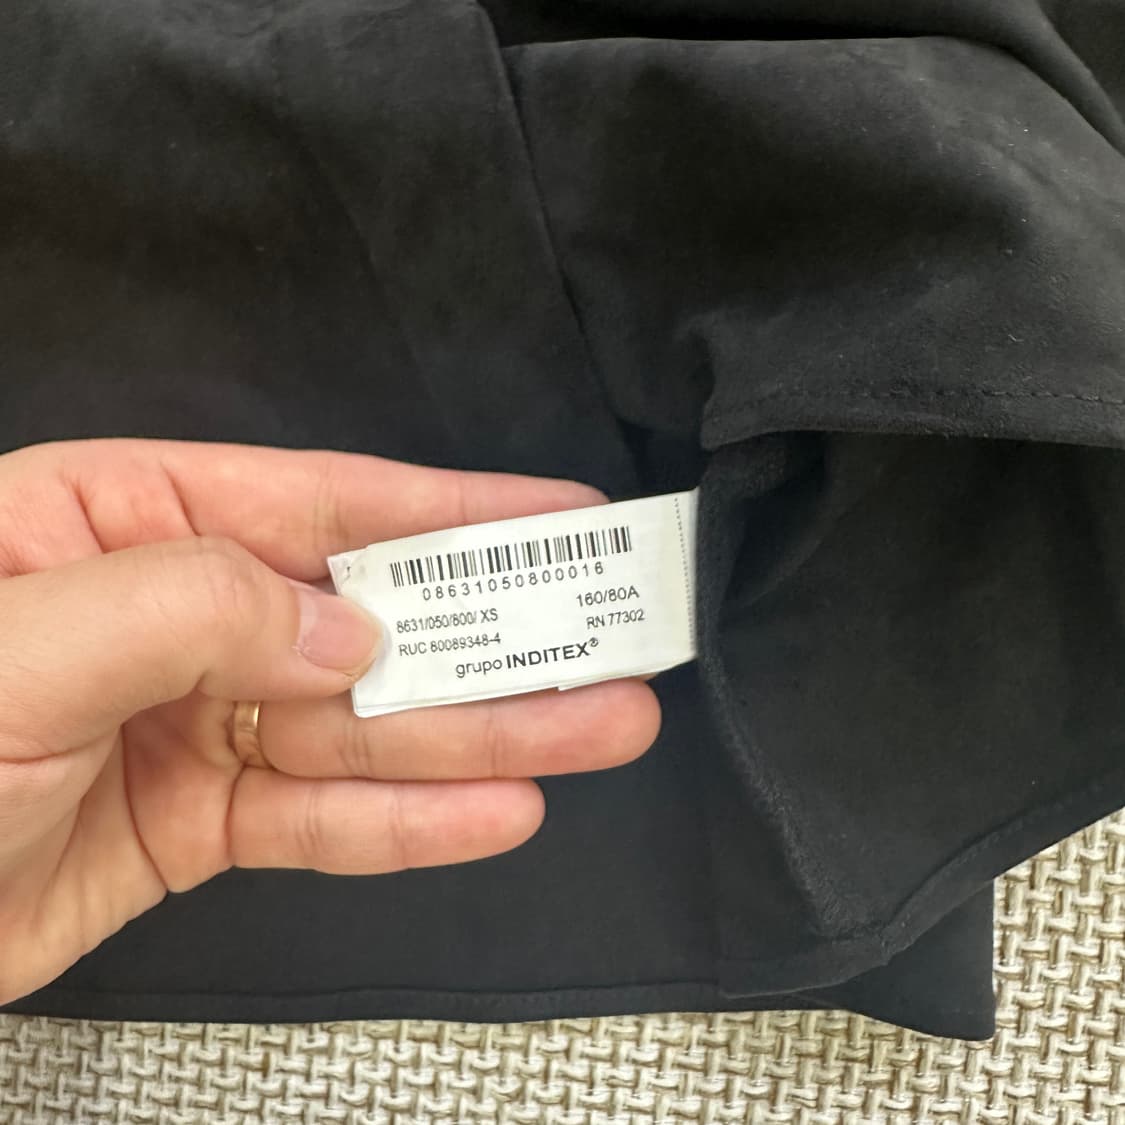 08631050800016
8631/050/800/ XS
160/80A
RUC 80089348-4
RN 77302
grupo INDITEX®